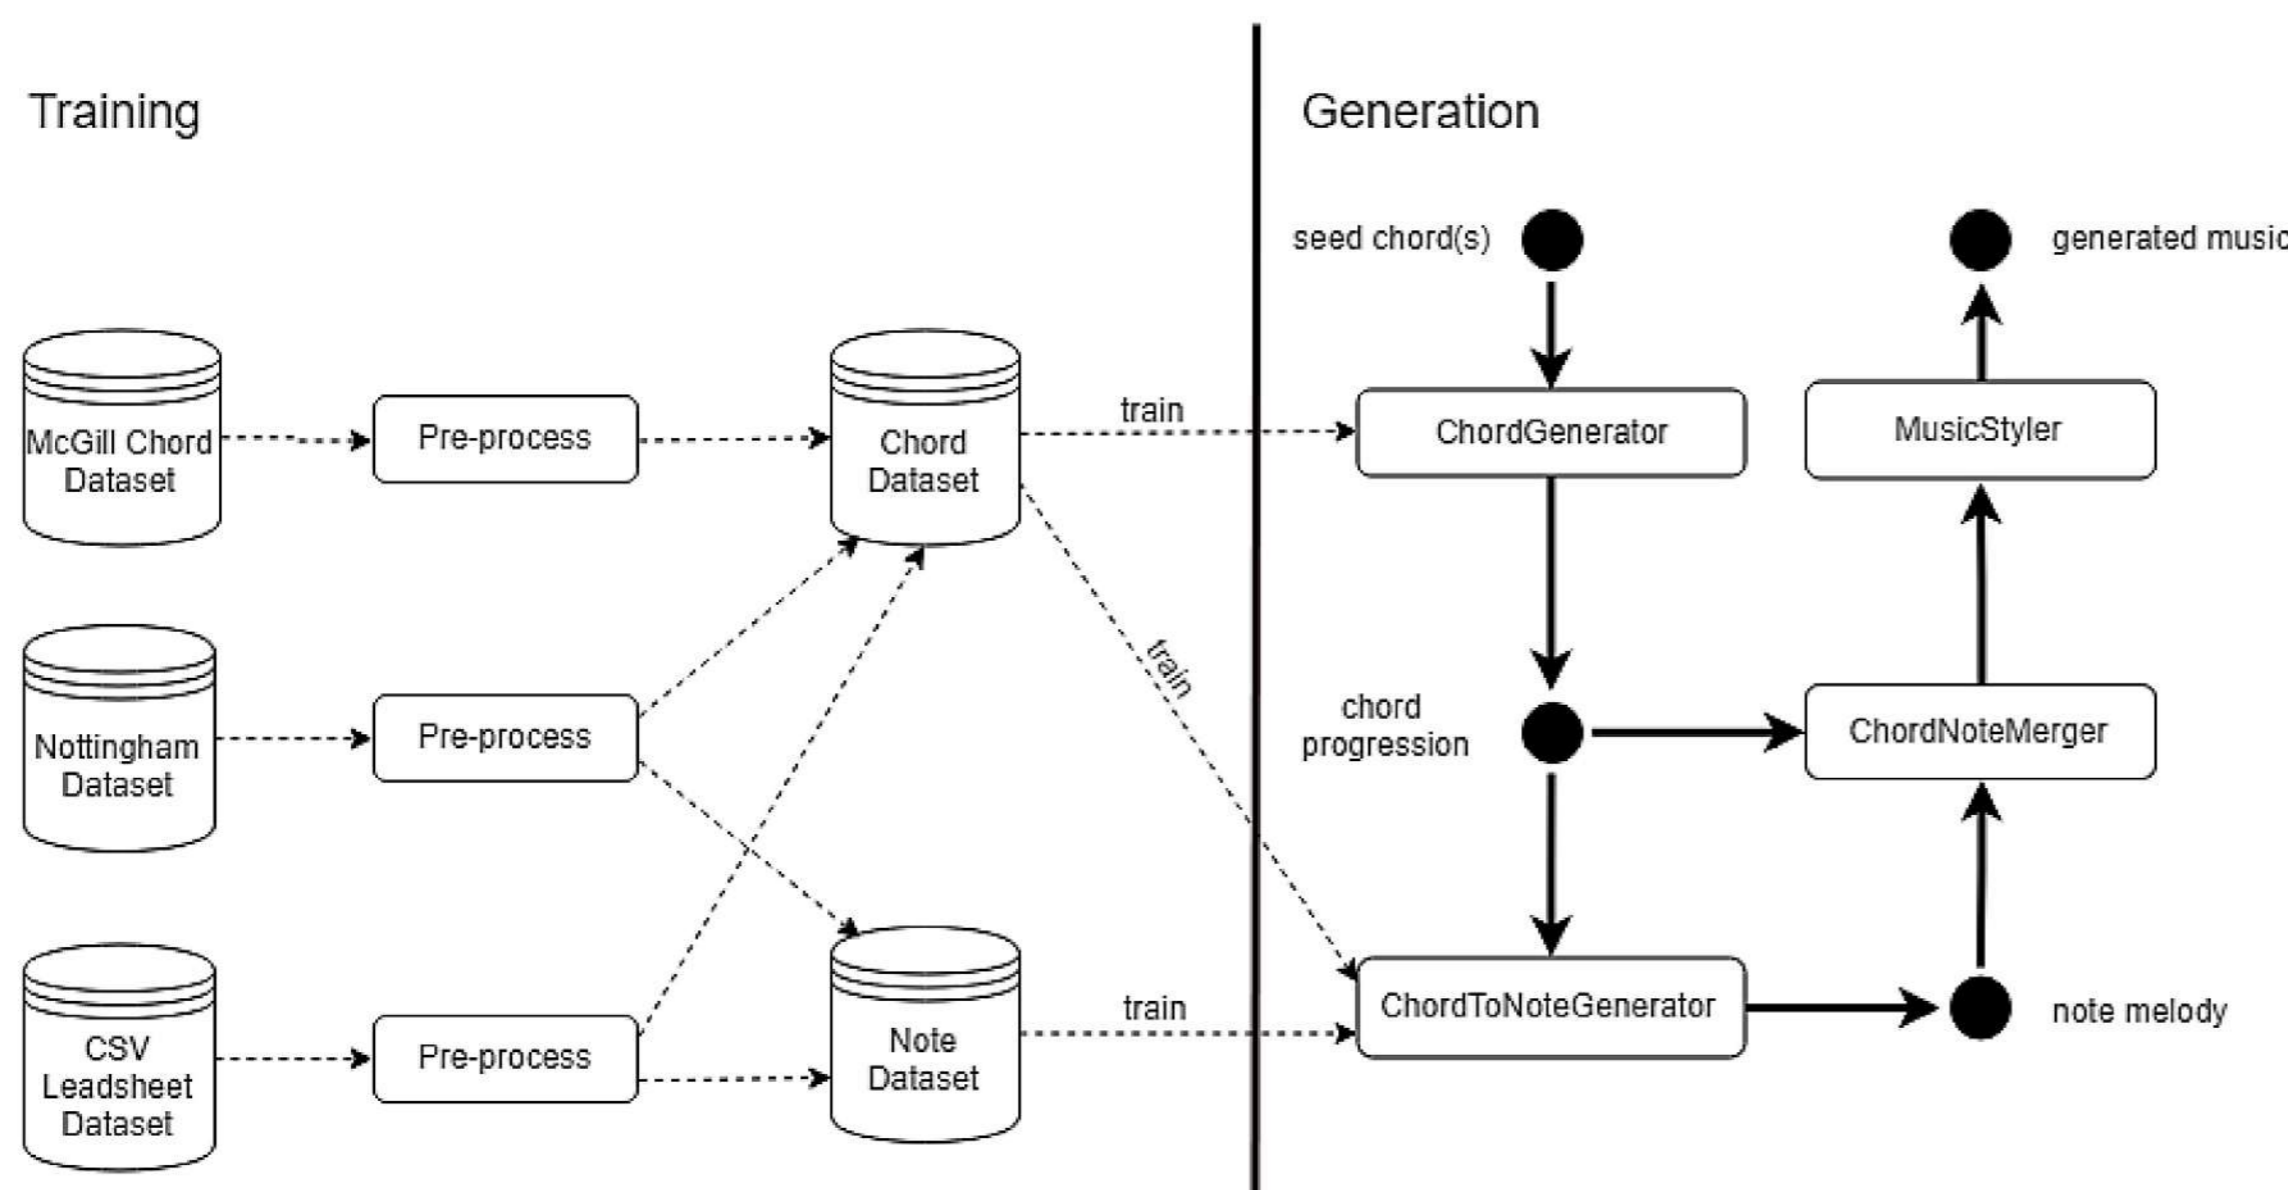 Training
Generation
seed chord(s)
generated music
McGill Chord
Dataset
Pre-process
Chord
Dataset
train
ChordGenerator
MusicStyler
train
Nottingham
Dataset
Pre-process
chord
progression
ChordNoteMerger
CSV
Leadsheet
Dataset
Pre-process
Note
Dataset
train
ChordToNoteGenerator
note melody